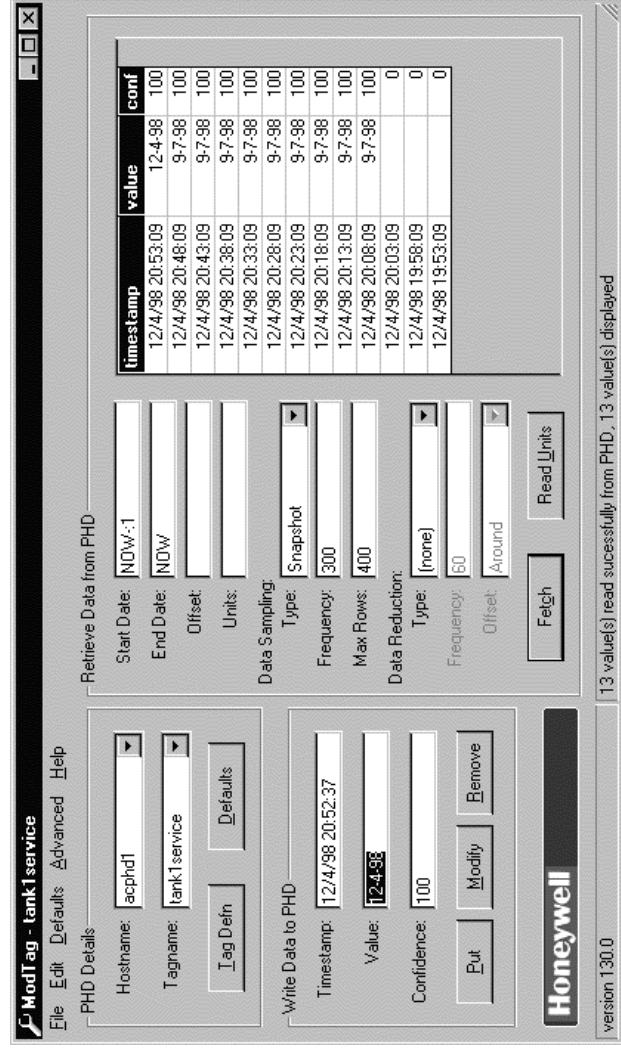 ModTag - tank1service
File Edit Defaults Advanced Help
PHD Details
Hostname: acphd1
Tagname: tank1service
Tag Defn Defaults
Write Data to PHD
Timestamp: 12/4/98 20:52:37
Value: 12-4-98
Confidence: 100
Put Modify Remove
Honeywell
Retrieve Data from PHD
Start Date: NOW-:1
End Date: NOW
Offset:
Units:
Data Sampling:
Type: Snapshot
Frequency: 300
Max Rows: 400
Data Reduction:
Type: (none)
Frequency: 60
Offset: Around
Fetch Read Units
timestamp value conf
12/4/98 20:53:09 12-4-98 100
12/4/98 20:48:09 9-7-98 100
12/4/98 20:43:09 9-7-98 100
12/4/98 20:38:09 9-7-98 100
12/4/98 20:33:09 9-7-98 100
12/4/98 20:28:09 9-7-98 100
12/4/98 20:23:09 9-7-98 100
12/4/98 20:18:09 9-7-98 100
12/4/98 20:13:09 9-7-98 100
12/4/98 20:08:09 9-7-98 100
12/4/98 20:03:09 0
12/4/98 19:58:09 0
12/4/98 19:53:09 0
version 130.0
13 value(s) read sucessfully from PHD, 13 value(s) displayed